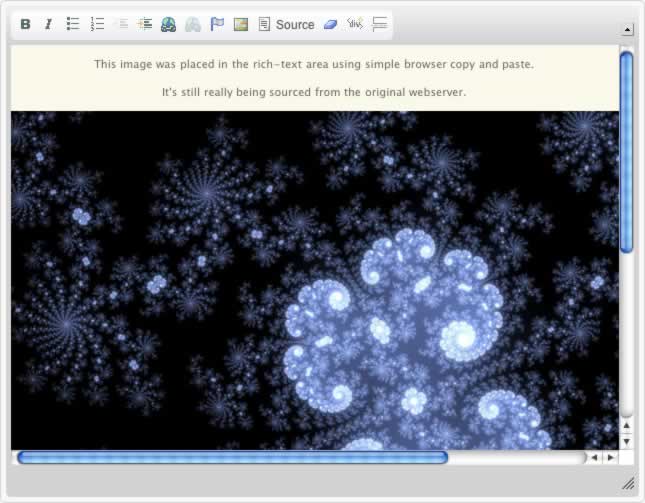 B I Source div
This image was placed in the rich-text area using simple browser copy and paste.
It's still really being sourced from the original webserver.